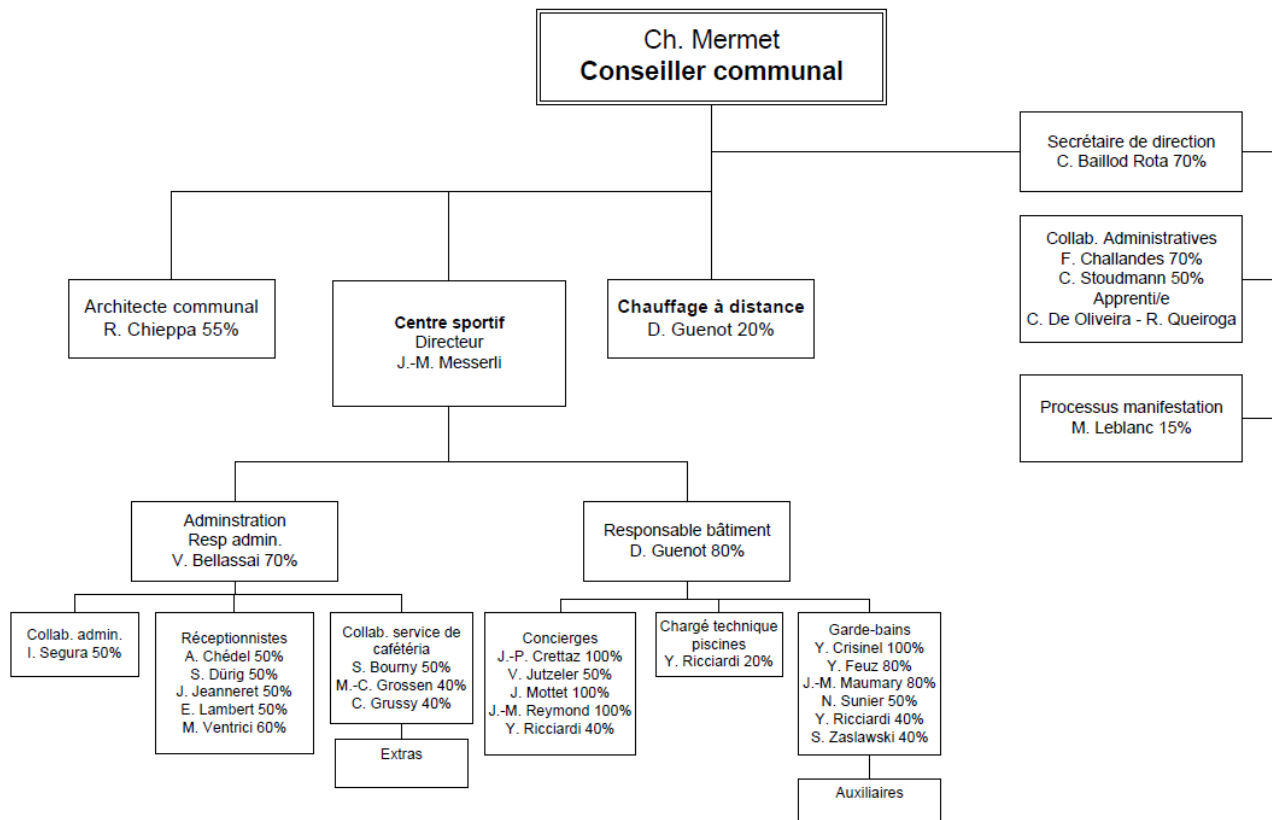 Ch. Mermet
Conseiller communal
Secrétaire de direction
C. Baillod Rota 70%
Collab. Administratives
F. Challandes 70%
C. Stoudmann 50%
Apprenti/e
C. De Oliveira - R. Queiroga
Processus manifestation
M. Leblanc 15%
Architecte communal
R. Chieppa 55%
Centre sportif
Directeur
J.-M. Messerli
Chauffage à distance
D. Guenot 20%
Adminstration
Resp admin.
V. Bellassai 70%
Responsable bâtiment
D. Guenot 80%
Collab. admin.
I. Segura 50%
Réceptionnistes
A. Chédel 50%
S. Dürig 50%
J. Jeanneret 50%
E. Lambert 50%
M. Ventrici 60%
Collab. service de
cafétéria
S. Bourny 50%
M.-C. Grossen 40%
C. Grussy 40%
Extras
Concierges
J.-P. Crettaz 100%
V. Jutzeler 50%
J. Mottet 100%
J.-M. Reymond 100%
Y. Ricciardi 40%
Chargé technique
piscines
Y. Ricciardi 20%
Garde-bains
Y. Crisinel 100%
Y. Feuz 80%
J.-M. Maumary 80%
N. Sunier 50%
Y. Ricciardi 40%
S. Zaslawski 40%
Auxiliaires